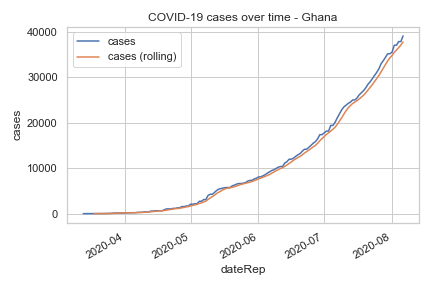 COVID-19 cases over time - Ghana
cases
cases (rolling)
40000
30000
20000
10000
0
cases
2020-04
2020-05
2020-06
2020-07
2020-08
dateRep